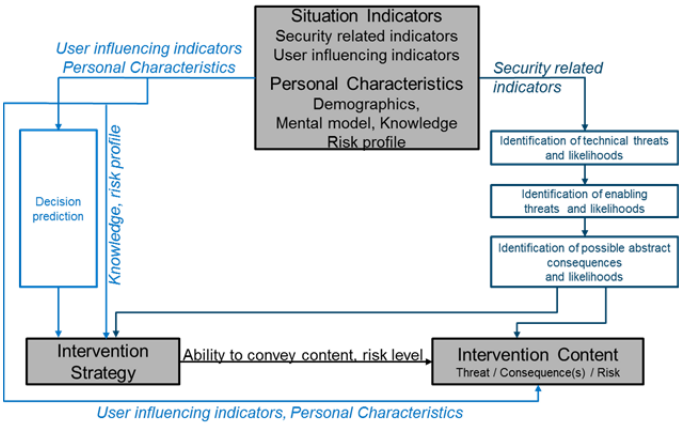 Situation Indicators
Security related indicators
User influencing indicators
Personal Characteristics
Demographics,
Mental model, Knowledge
Risk profile
User influencing indicators
Personal Characteristics
Security related
indicators
Decision
prediction
Knowledge, risk profile
Identification of technical threats
and likelihoods
Identification of enabling
threats and likelihoods
Identification of possible abstract
consequences
and likelihoods
Intervention
Strategy
Ability to convey content, risk level
Intervention Content
Threat / Consequence(s) / Risk
User influencing indicators, Personal Characteristics